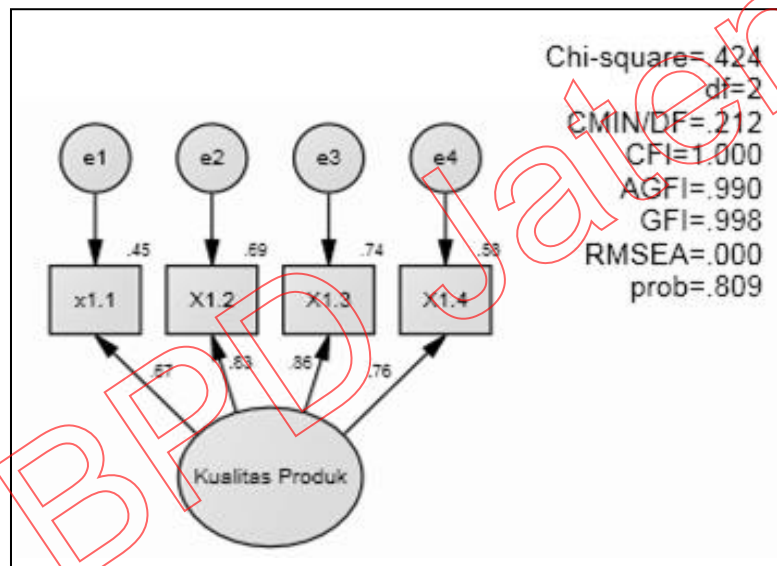 Chi-square=.424
df=2
CMIN/DF=.212
CFI=1.000
AGFI=.990
GFI=.998
RMSEA=.000
prob=.809
e1 e2 e3 e4
.45 .69 .74 .58
x1.1 X1.2 X1.3 X1.4
.67 .83 .86 .76
Kualitas Produk
BPD Jaten